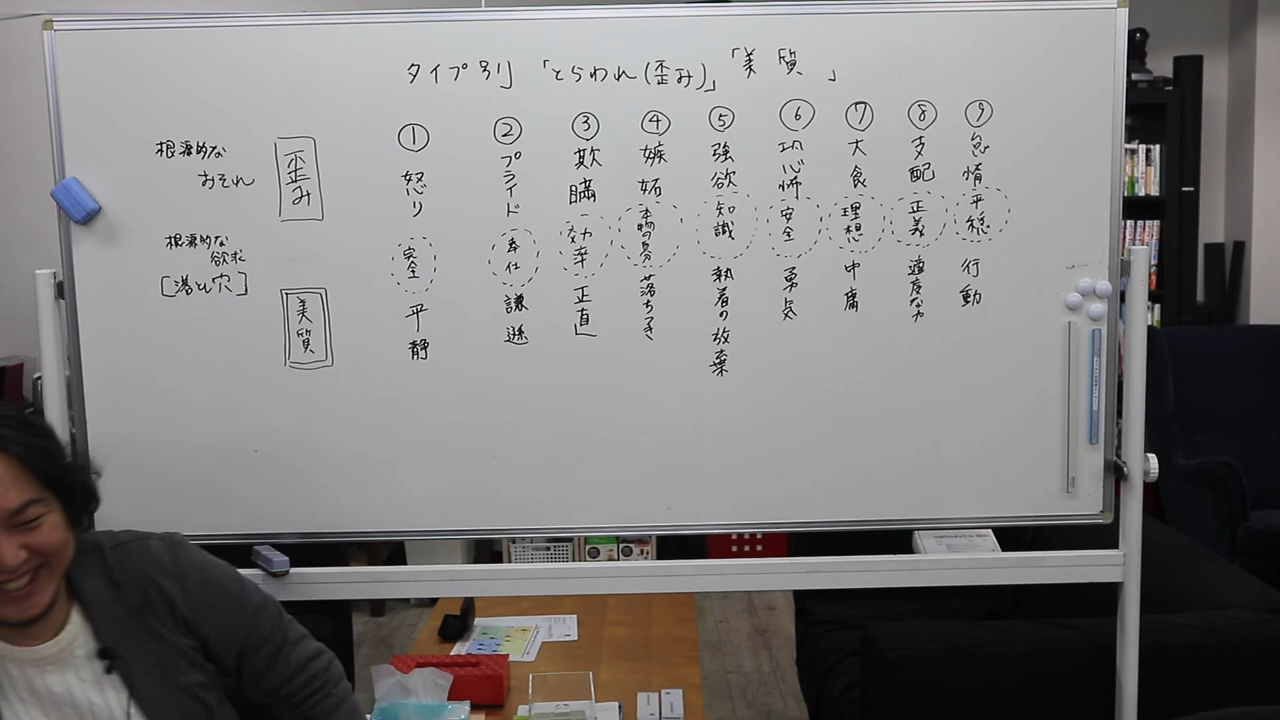 タイプ別「とらわれ(歪み)」「美質」
根源的な
おそれ
歪み
根源的な
欲求
[落とし穴]
美質
①
怒り
完全
平静
②
プライド
奉仕
謙遜
③
欺瞞
効率
正直
④
嫉妬
本物の自分
落ちつき
⑤
強欲
知識
執着の放棄
⑥
恐怖
安全
勇気
⑦
大食
理想
中庸
⑧
支配
正義
適度な力
⑨
怠惰
平穏
行動